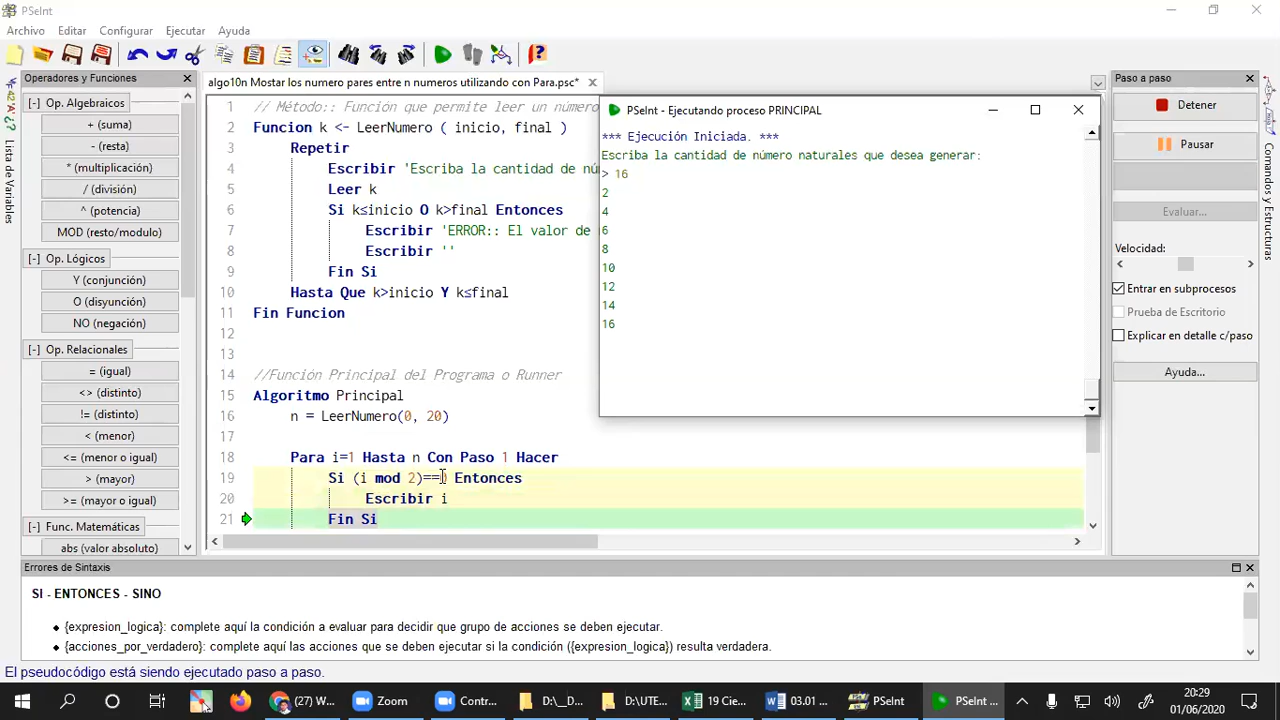 PSeInt
Archivo Editar Configurar Ejecutar Ayuda
Operadores y Funciones
algo10n Mostar los numero pares entre n numeros utilizando con Para.psc*
Paso a paso
Lista de Variables
[-] Op. Algebraicos
+ (suma)
- (resta)
* (multiplicación)
/ (división)
^ (potencia)
MOD (resto/modulo)
[-] Op. Lógicos
Y (conjunción)
O (disyunción)
NO (negación)
[-] Op. Relacionales
= (igual)
<> (distinto)
!= (distinto)
< (menor)
<= (menor o igual)
> (mayor)
>= (mayor o igual)
[-] Func. Matemáticas
abs (valor absoluto)
1 // Método:: Función que permite leer un número
2 Funcion k <- LeerNumero ( inicio, final )
3 Repetir
4 Escribir 'Escriba la cantidad de
5 Leer k
6 Si k≤inicio O k>final Entonces
7 Escribir 'ERROR:: El valor de
8 Escribir ''
9 Fin Si
10 Hasta Que k>inicio Y k≤final
11 Fin Funcion
12
13
14 //Función Principal del Programa o Runner
15 Algoritmo Principal
16 n = LeerNumero(0, 20)
17
18 Para i=1 Hasta n Con Paso 1 Hacer
19 Si (i mod 2)==0 Entonces
20 Escribir i
21 Fin Si
PSeInt - Ejecutando proceso PRINCIPAL
*** Ejecución Iniciada. ***
Escriba la cantidad de número naturales que desea generar:
> 16
2
4
6
8
10
12
14
16
Detener
Pausar
Evaluar...
Velocidad:
Entrar en subprocesos
Prueba de Escritorio
Explicar en detalle c/paso
Ayuda...
Comandos y Estructuras
Errores de Sintaxis
SI - ENTONCES - SINO
{expresion_logica}: complete aquí la condición a evaluar para decidir que grupo de acciones se deben ejecutar.
{acciones_por_verdadero}: complete aquí las acciones que se deben ejecutar si la condición ({expresion_logica}) resulta verdadera.
El pseudocódigo está siendo ejecutado paso a paso.
(27) W...
Zoom
Contr...
D:\__D...
D:\UTE...
19 Cie...
03.01 ...
PSeInt
PSeInt ...
20:29
01/06/2020